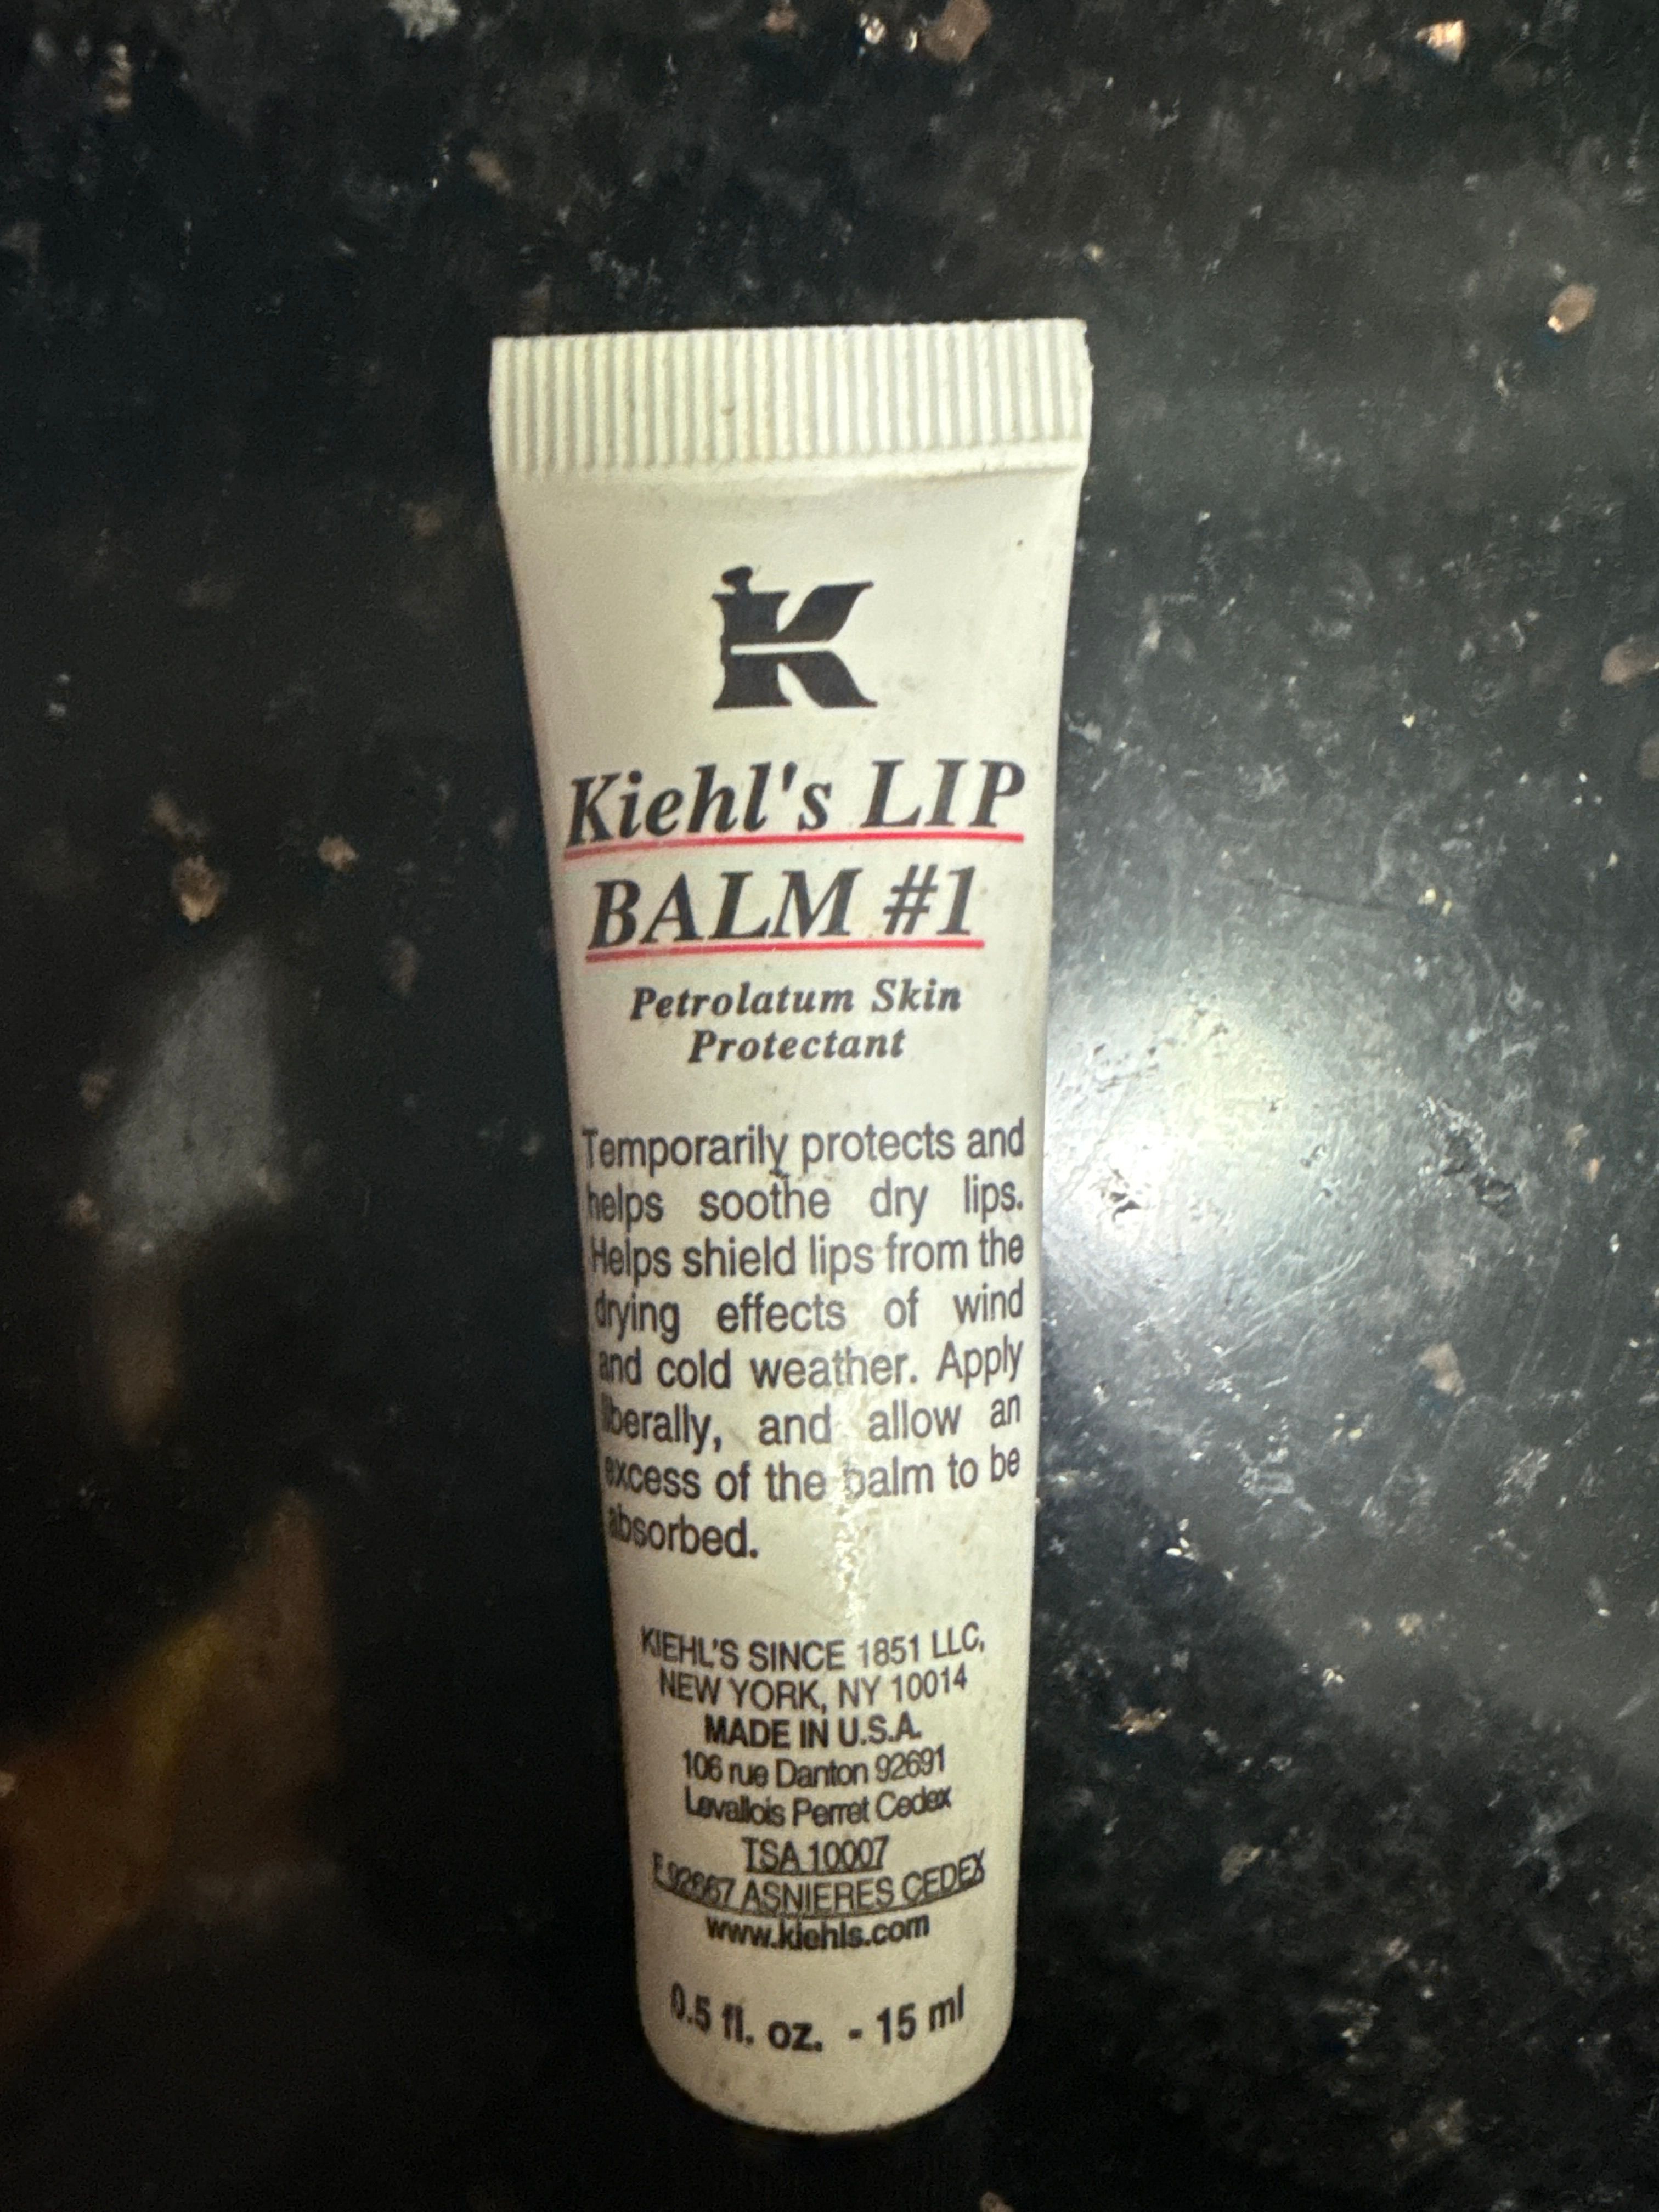 K
Kiehl's LIP
BALM #1
Petrolatum Skin
Protectant
Temporarily protects and
helps soothe dry lips.
Helps shield lips from the
drying effects of wind
and cold weather. Apply
liberally, and allow an
excess of the balm to be
absorbed.
KIEHL'S SINCE 1851 LLC,
NEW YORK, NY 10014
MADE IN U.S.A.
106 rue Danton 92691
Levallois Perret Cedex
TSA 10007
F 92667 ASNIERES CEDEX
www.kiehls.com
0.5 fl. oz. - 15 ml